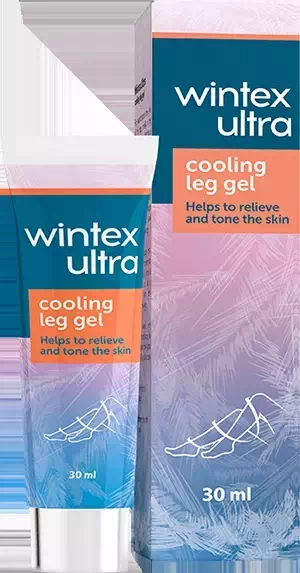 wintex
ultra
cooling
leg gel
Helps to relieve
and tone the skin
30 ml
wintex
ultra
cooling
leg gel
Helps to relieve
and tone the skin
30 ml